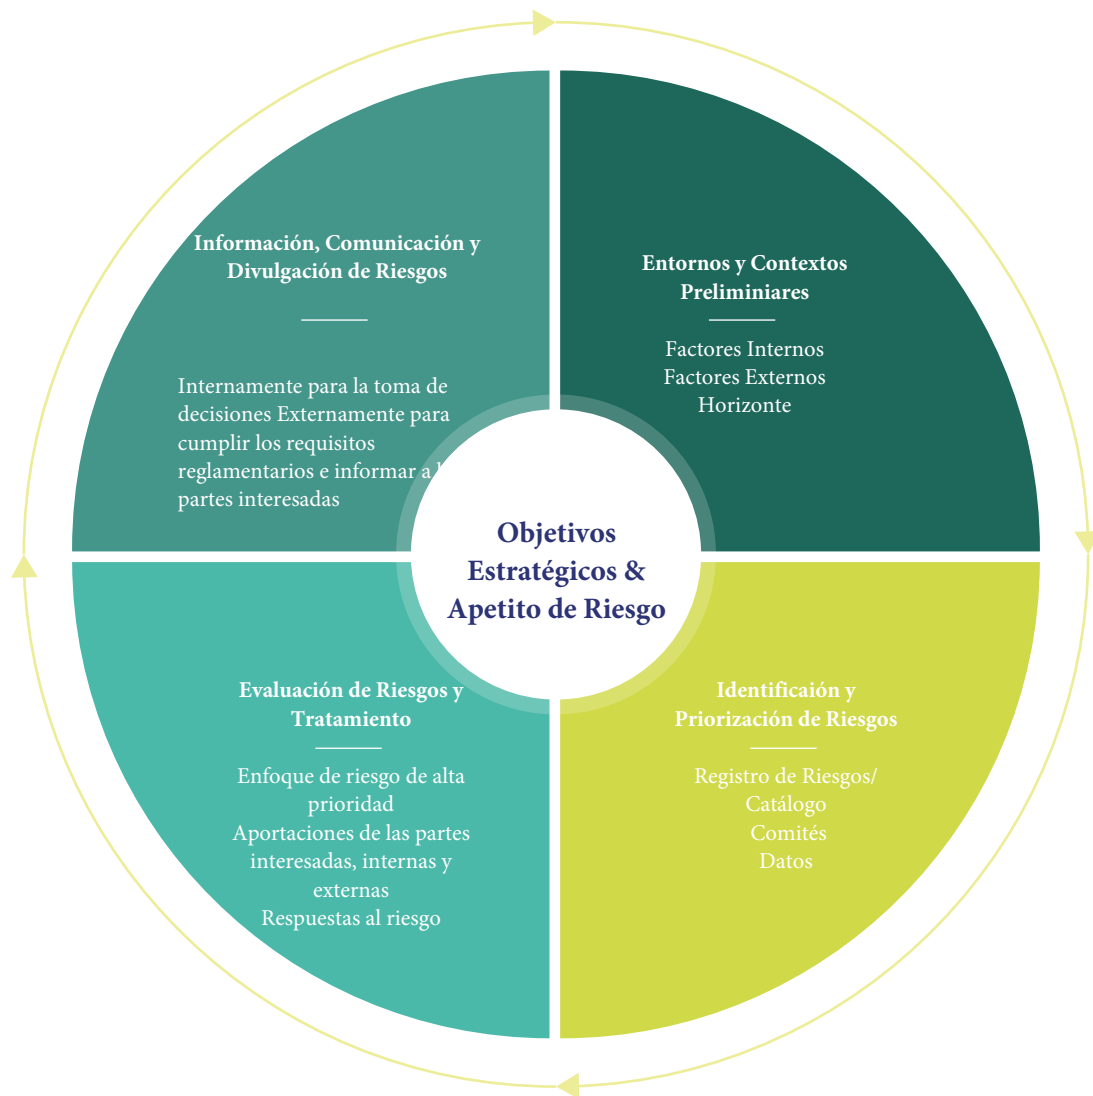 Información, Comunicación y
Divulgación de Riesgos
Internamente para la toma de
decisiones Externamente para
cumplir los requisitos
reglamentarios e informar a
partes interesadas
Entornos y Contextos
Preliminiares
Factores Internos
Factores Externos
Horizonte
Objetivos
Estratégicos &
Apetito de Riesgo
Evaluación de Riesgos y
Tratamiento
Enfoque de riesgo de alta
prioridad
Aportaciones de las partes
interesadas, internas y
externas
Respuestas al riesgo
Identificaión y
Priorización de Riesgos
Registro de Riesgos/
Catálogo
Comités
Datos